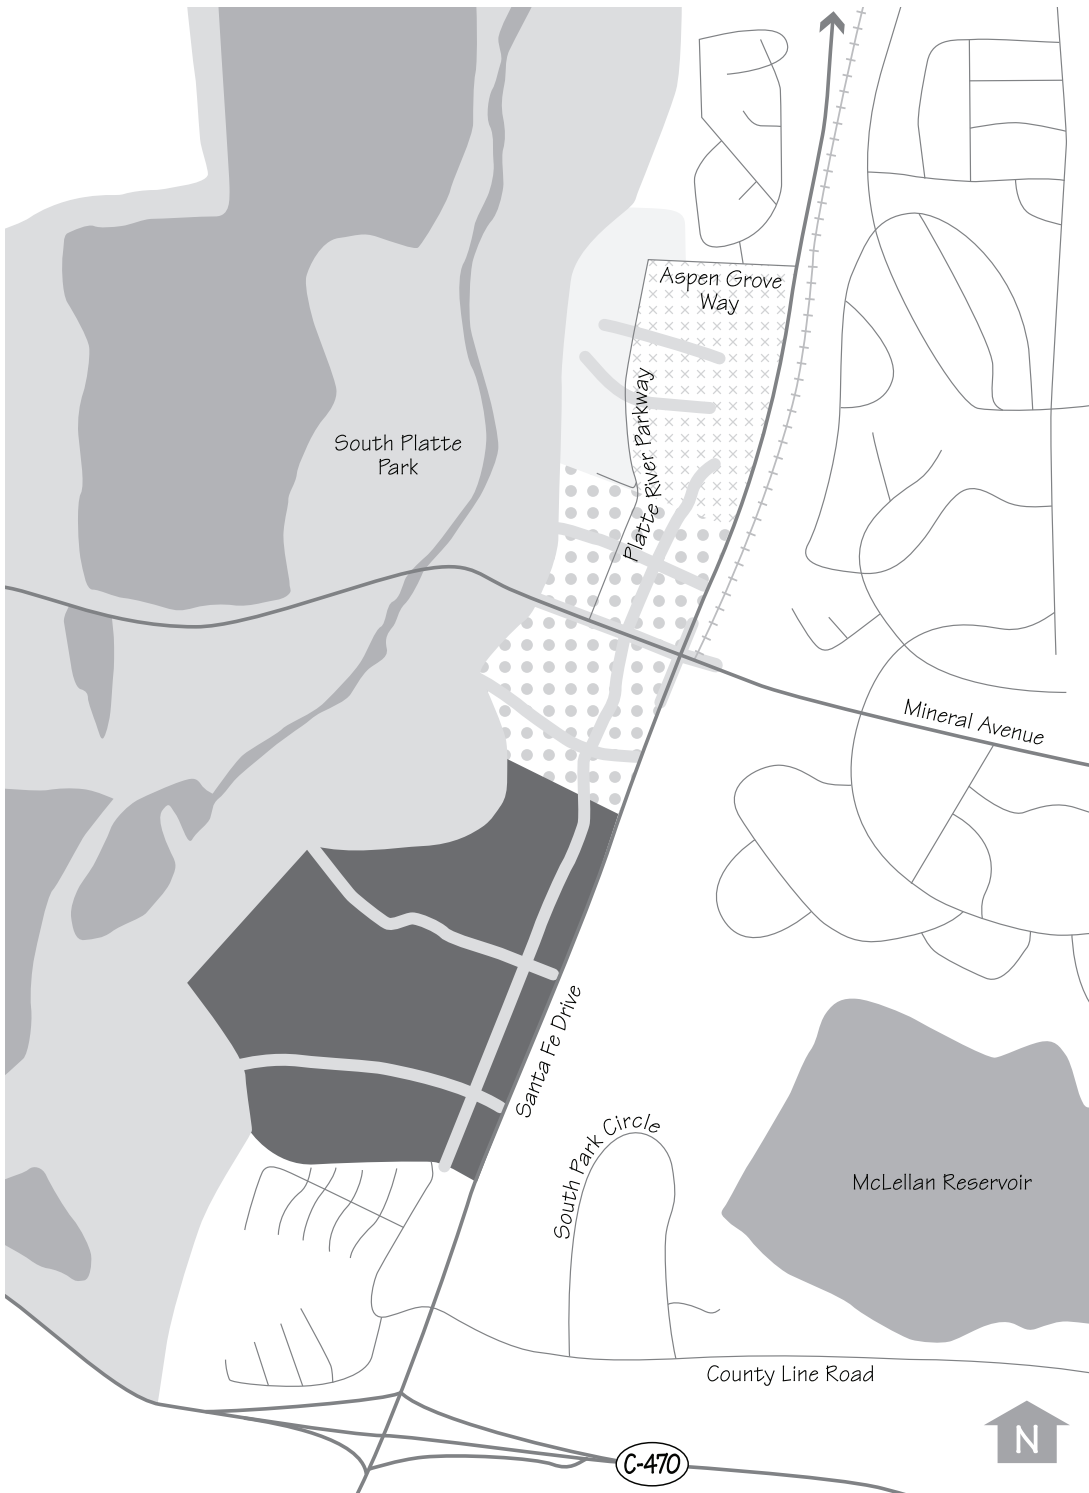 Aspen Grove
Way
Platte River Parkway
South Platte
Park
Mineral Avenue
Santa Fe Drive
South Park Circle
McLellan Reservoir
County Line Road
N
C-470